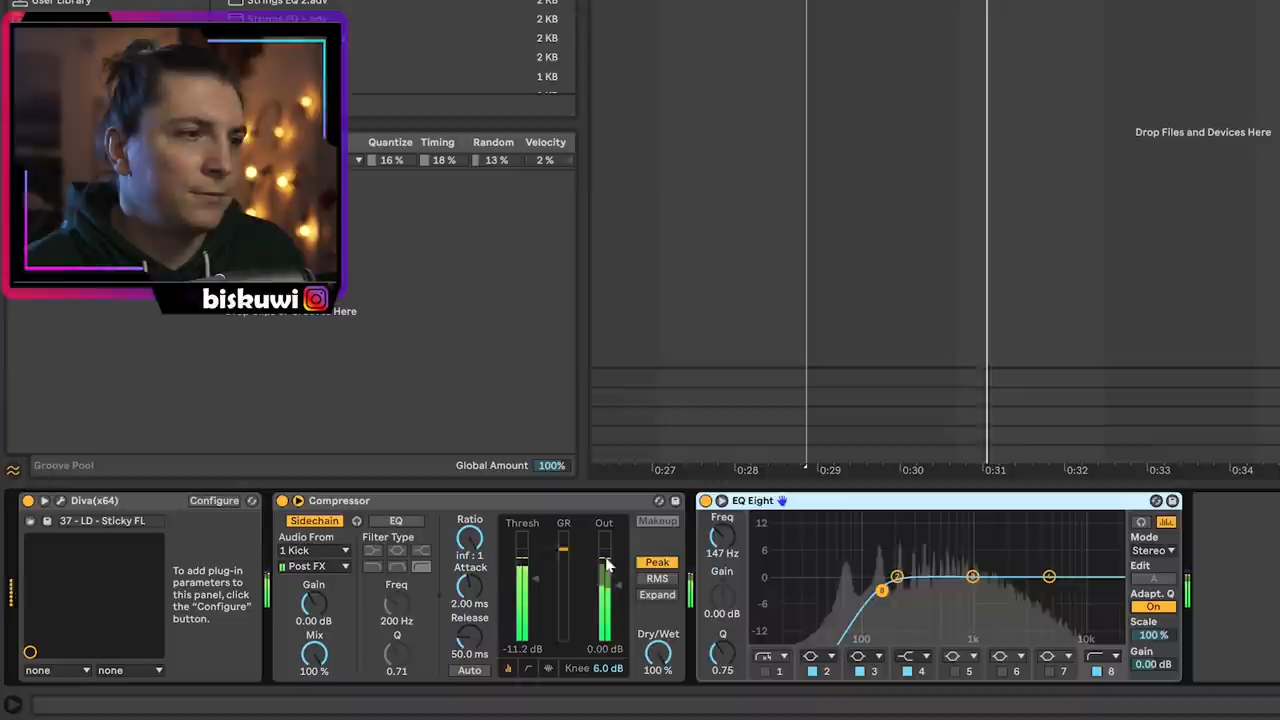 User Library
Strings EQ 2.adv
2 KB
2 KB
2 KB
2 KB
1 KB
Drop Files and Devices Here
Quantize Timing Random Velocity
16 % 18 % 13 % 2 %
biskuwi
Here
Groove Pool
Global Amount 100%
0:27 0:28 0:29 0:30 0:31 0:32 0:33 0:34
Diva(x64) Configure
37 - LD - Sticky FL
To add plug-in
parameters to
this panel, click
the “Configure”
button.
none none
Compressor
Sidechain EQ
Audio From Filter Type
1 Kick
Post FX
Gain Freq
0.00 dB 200 Hz
Mix Q
100 % 0.71
Ratio
inf : 1
Attack
2.00 ms
Release
50.0 ms
Auto
Thresh GR Out
-11.2 dB 0.00 dB
Knee 6.0 dB
Makeup
Peak
RMS
Expand
Dry/Wet
100 %
EQ Eight
Freq
147 Hz
Gain
0.00 dB
Q
0.75
12
6
0
-6
-12
100 1k 10k
8 2 3 4
1 2 3 4 5 6 7 8
Mode
Stereo
Edit
A
Adapt. Q
On
Scale
100 %
Gain
0.00 dB